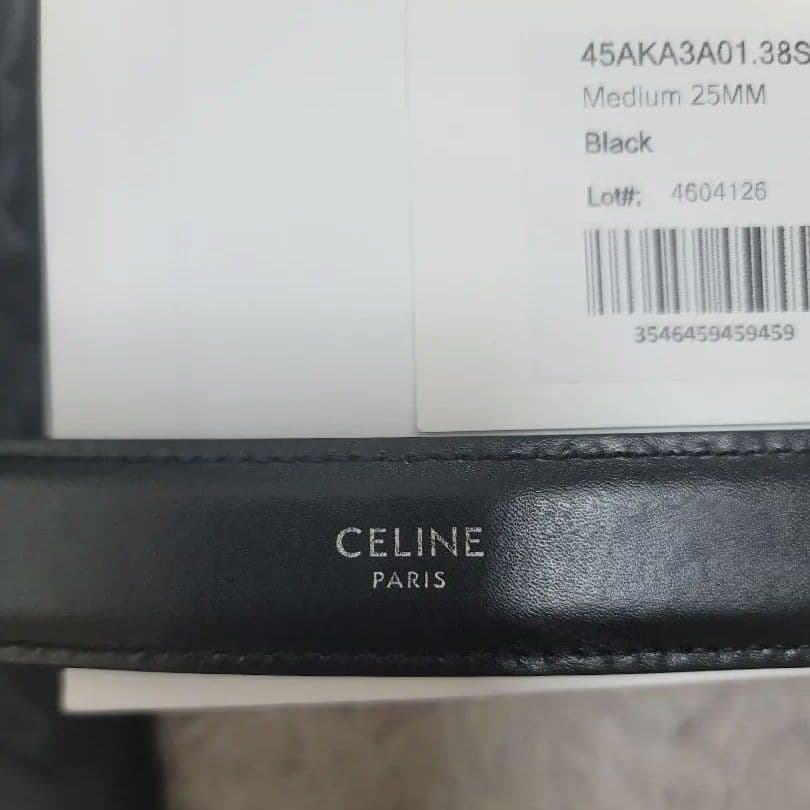 45AKA3A01.38S
Medium 25MM
Black
Lot#: 4604126
3546459459459
CELINE
PARIS